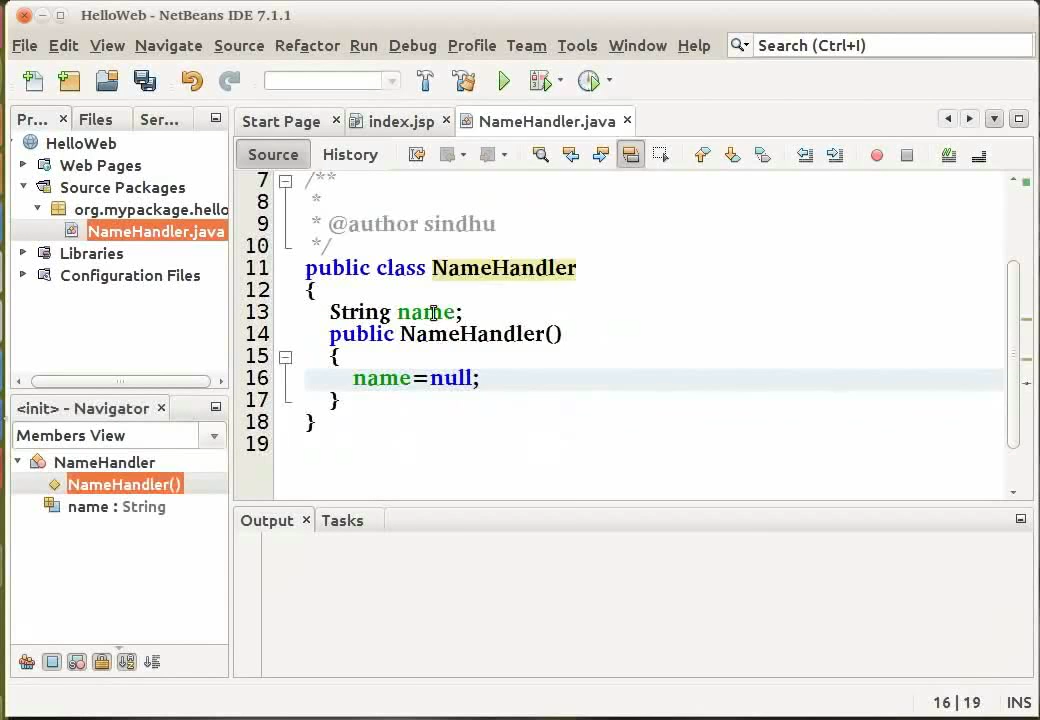 HelloWeb - NetBeans IDE 7.1.1
File Edit View Navigate Source Refactor Run Debug Profile Team Tools Window Help Search (Ctrl+I)
Pr... Files Ser...
HelloWeb
Web Pages
Source Packages
org.mypackage.hello
NameHandler.java
Libraries
Configuration Files
<init> - Navigator
Members View
NameHandler
NameHandler()
name : String
Start Page index.jsp NameHandler.java
Source History
7 /**
8 *
9 * @author sindhu
10 */
11 public class NameHandler
12 {
13 String name;
14 public NameHandler()
15 {
16 name=null;
17 }
18 }
19
Output Tasks
16 | 19 INS